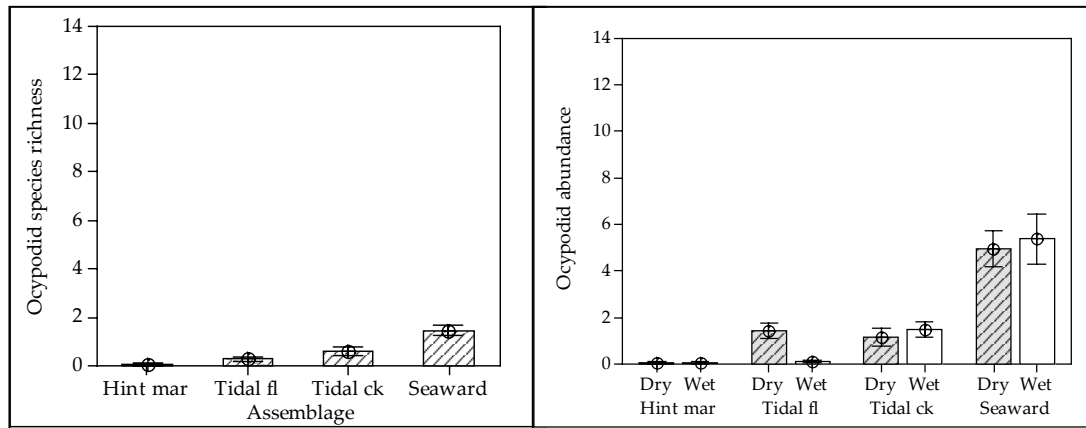 Ocypodid species richness
14
12
10
8
6
4
2
0
Hint mar Tidal fl Tidal ck Seaward
Assemblage
Ocypodid abundance
14
12
10
8
6
4
2
0
Dry Wet Dry Wet Dry Wet Dry Wet
Hint mar Tidal fl Tidal ck Seaward